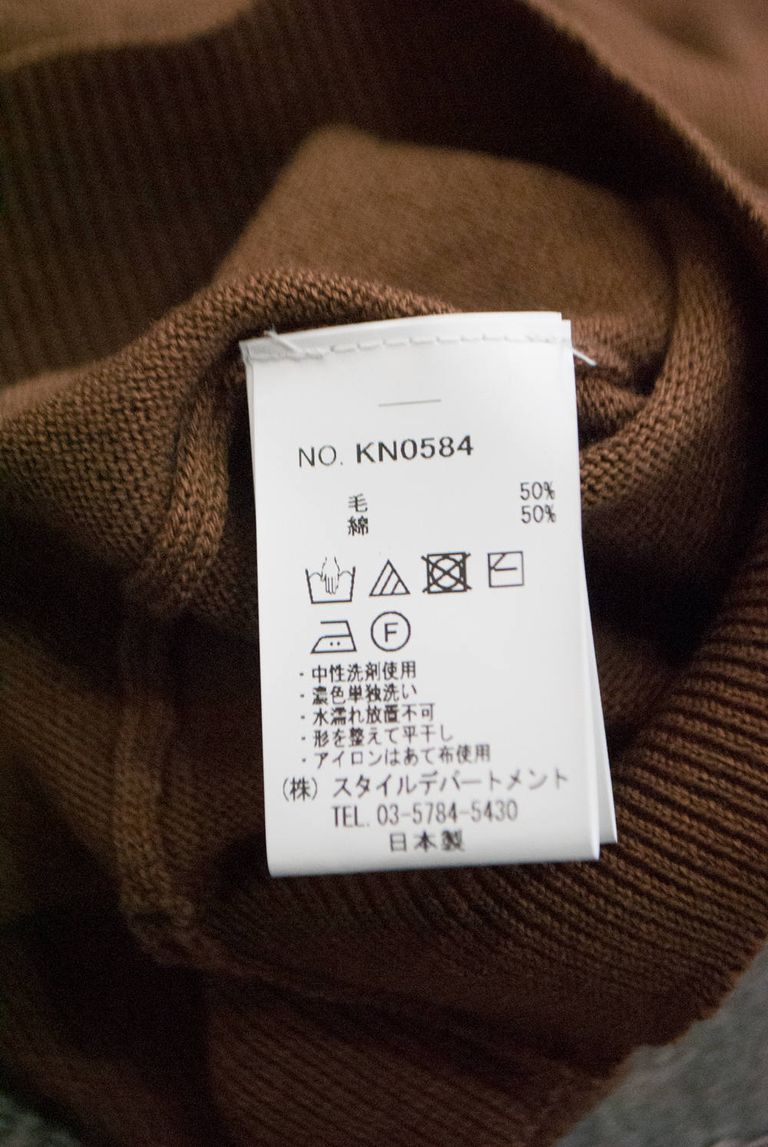 NO. KN0584
毛 50%
綿 50%
F
・中性洗剤使用
・濃色単独洗い
・水濡れ放置不可
・形を整えて平干し
・アイロンはあて布使用
(株) スタイルデパートメント
TEL. 03-5784-5430
日本製